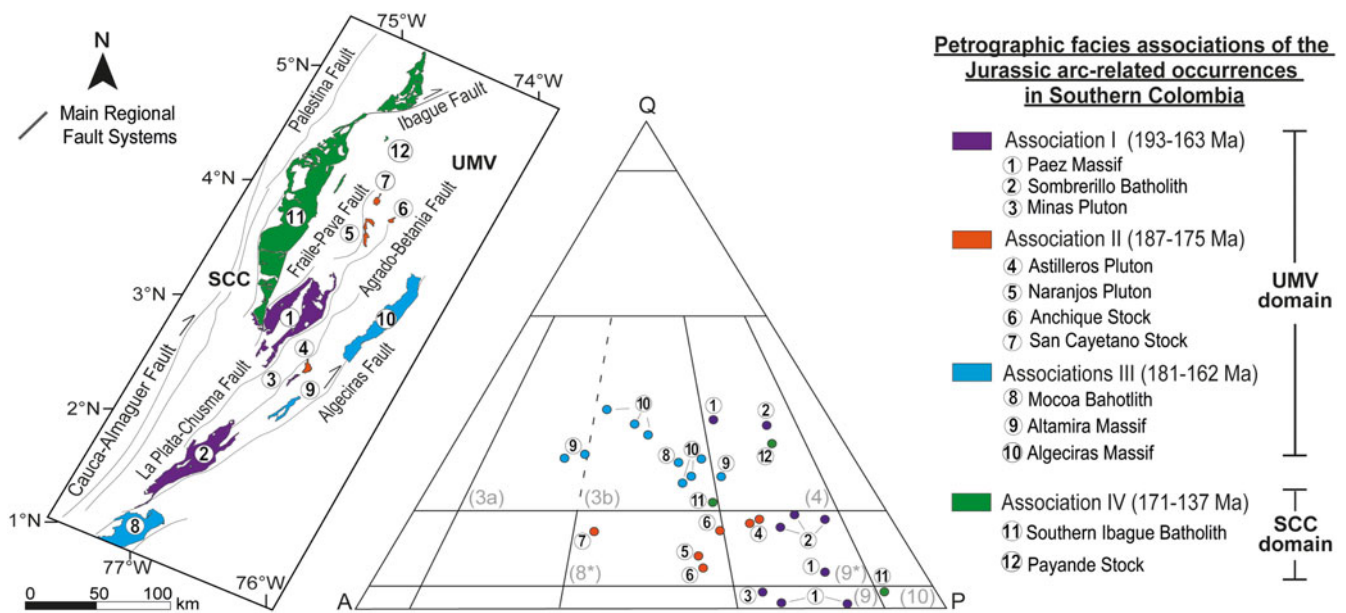 75°W
74°W
5°N
4°N
3°N
2°N
1°N
77°W
76°W
N
Main Regional
Fault Systems
Palestina Fault
Ibague Fault
UMV
SCC
Fraile-Pava Fault
Agrado-Betania Fault
La Plata-Chusma Fault
Algeciras Fault
Cauca-Almaguer Fault
12
7
6
5
11
1
10
4
3
9
2
8
0 50 100
km
Q
10
1
2
9
8
10
9
12
11
(3a)
(3b)
(4)
7
6
4
2
5
6
1
(8*)
(9*)
11
3
1
(9)
(10)
A
P
Petrographic facies associations of the
Jurassic arc-related occurrences
in Southern Colombia
Association I (193-163 Ma)
1 Paez Massif
2 Sombrerillo Batholith
3 Minas Pluton
Association II (187-175 Ma)
4 Astilleros Pluton
5 Naranjos Pluton
6 Anchique Stock
7 San Cayetano Stock
Associations III (181-162 Ma)
8 Mocoa Bahotlith
9 Altamira Massif
10 Algeciras Massif
UMV
domain
Association IV (171-137 Ma)
11 Southern Ibague Batholith
12 Payande Stock
SCC
domain